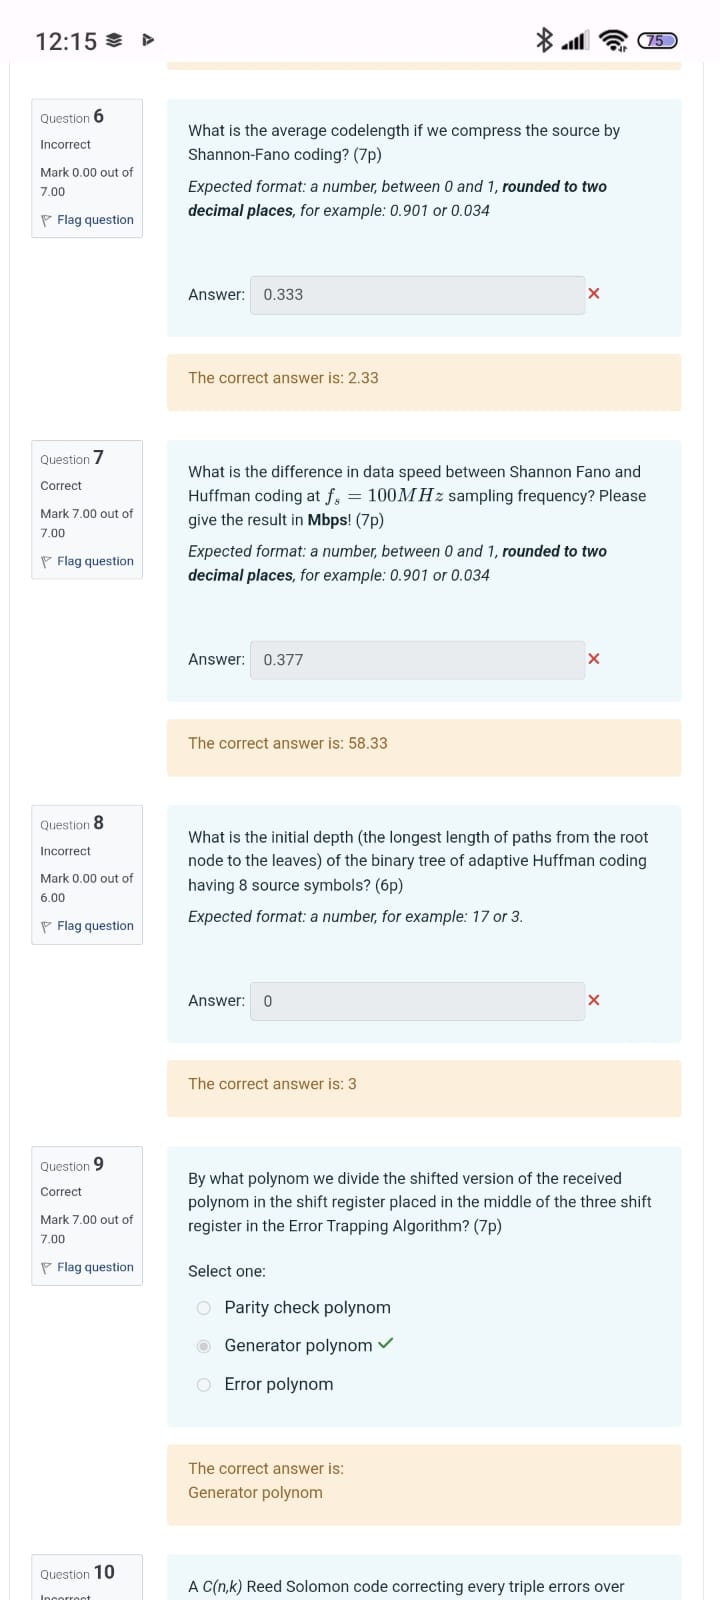 12:15
75
Question 6
Incorrect
Mark 0.00 out of
7.00
Flag question
What is the average codelength if we compress the source by
Shannon-Fano coding? (7p)
Expected format: a number, between 0 and 1, rounded to two
decimal places, for example: 0.901 or 0.034
Answer: 0.333
The correct answer is: 2.33
Question 7
Correct
Mark 7.00 out of
7.00
Flag question
What is the difference in data speed between Shannon Fano and
Huffman coding at fₛ = 100MHz sampling frequency? Please
give the result in Mbps! (7p)
Expected format: a number, between 0 and 1, rounded to two
decimal places, for example: 0.901 or 0.034
Answer: 0.377
The correct answer is: 58.33
Question 8
Incorrect
Mark 0.00 out of
6.00
Flag question
What is the initial depth (the longest length of paths from the root
node to the leaves) of the binary tree of adaptive Huffman coding
having 8 source symbols? (6p)
Expected format: a number, for example: 17 or 3.
Answer: 0
The correct answer is: 3
Question 9
Correct
Mark 7.00 out of
7.00
Flag question
By what polynom we divide the shifted version of the received
polynom in the shift register placed in the middle of the three shift
register in the Error Trapping Algorithm? (7p)
Select one:
Parity check polynom
Generator polynom
Error polynom
The correct answer is:
Generator polynom
Question 10
Incorrect
A C(n,k) Reed Solomon code correcting every triple errors over